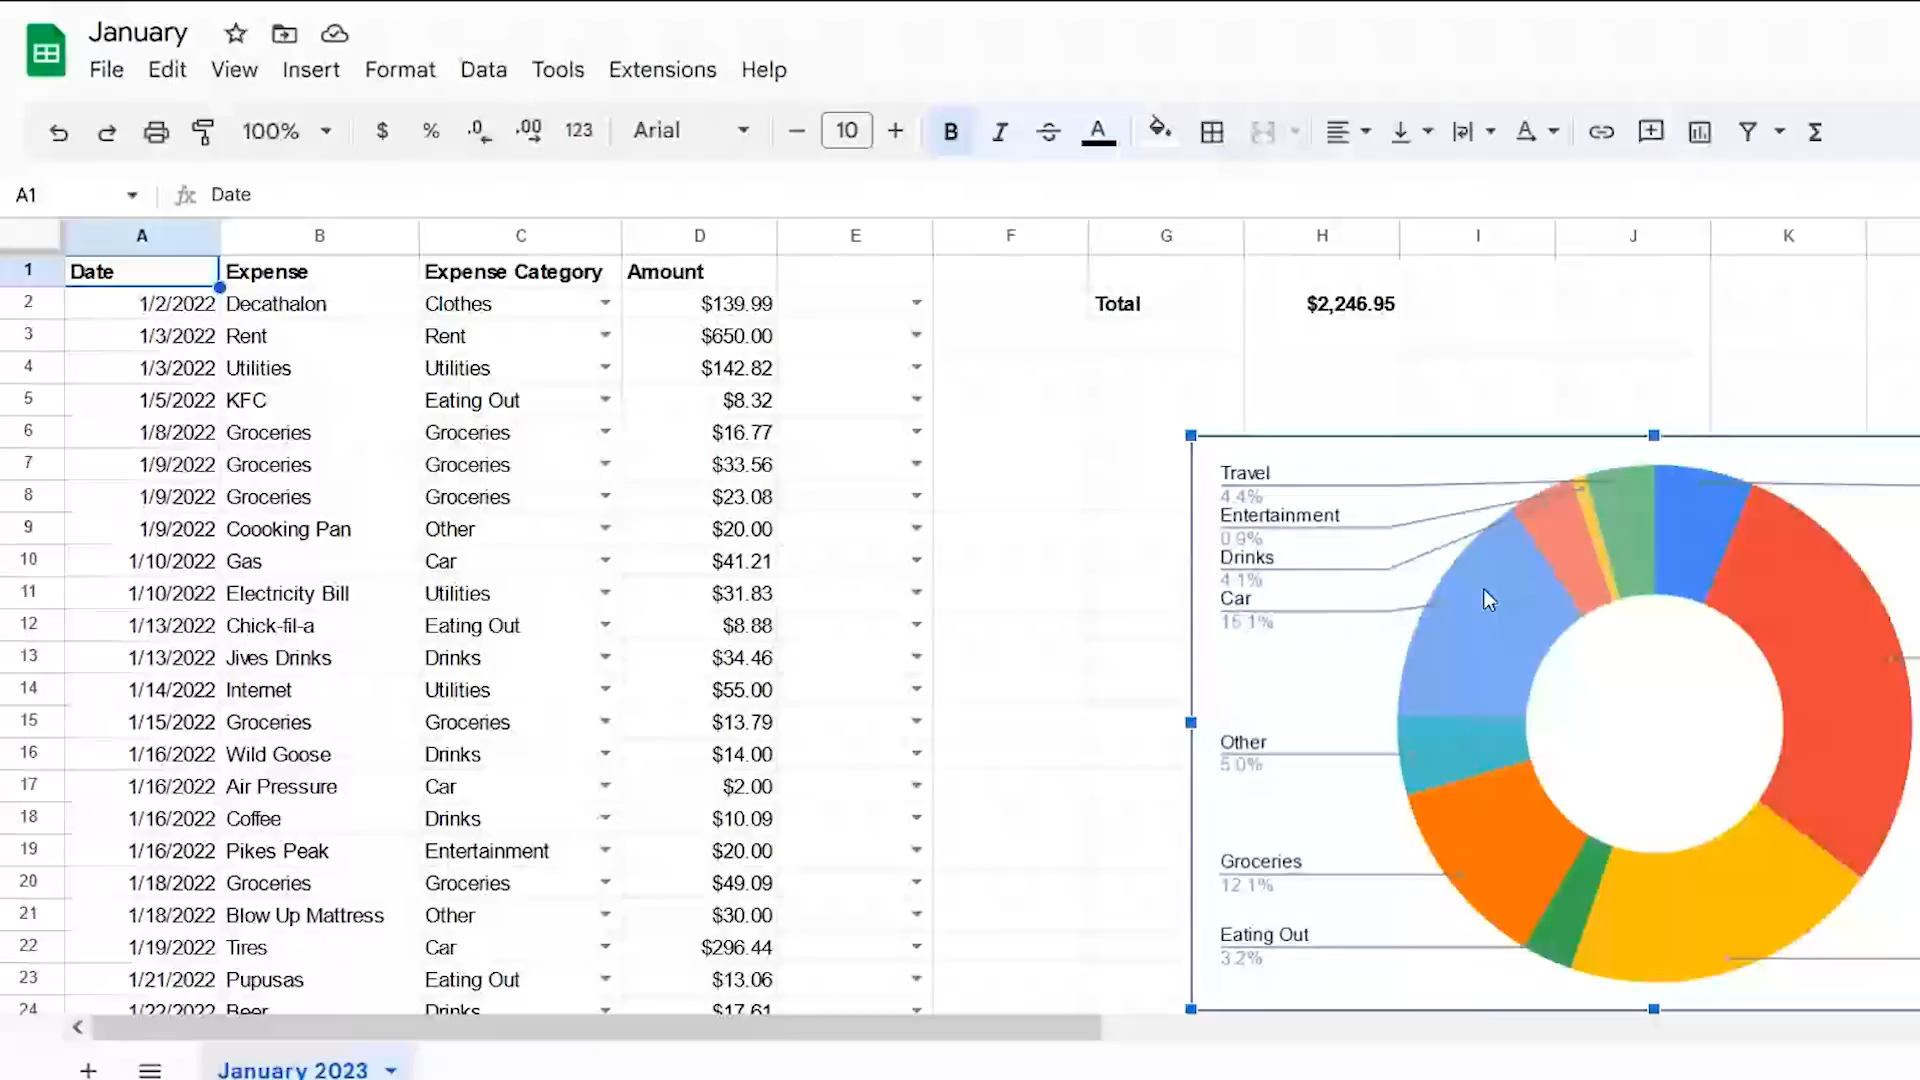 January
File Edit View Insert Format Data Tools Extensions Help
100% $ % .0 .00 123 Arial 10 B I A A Σ
A1 fx Date
A B C D E F G H I J K
1 Date Expense Expense Category Amount
2 1/2/2022 Decathalon Clothes $139.99 Total $2,246.95
3 1/3/2022 Rent Rent $650.00
4 1/3/2022 Utilities Utilities $142.82
5 1/5/2022 KFC Eating Out $8.32
6 1/8/2022 Groceries Groceries $16.77
7 1/9/2022 Groceries Groceries $33.56
8 1/9/2022 Groceries Groceries $23.08
9 1/9/2022 Coooking Pan Other $20.00
10 1/10/2022 Gas Car $41.21
11 1/10/2022 Electricity Bill Utilities $31.83
12 1/13/2022 Chick-fil-a Eating Out $8.88
13 1/13/2022 Jives Drinks Drinks $34.46
14 1/14/2022 Internet Utilities $55.00
15 1/15/2022 Groceries Groceries $13.79
16 1/16/2022 Wild Goose Drinks $14.00
17 1/16/2022 Air Pressure Car $2.00
18 1/16/2022 Coffee Drinks $10.09
19 1/16/2022 Pikes Peak Entertainment $20.00
20 1/18/2022 Groceries Groceries $49.09
21 1/18/2022 Blow Up Mattress Other $30.00
22 1/19/2022 Tires Car $296.44
23 1/21/2022 Pupusas Eating Out $13.06
24 1/22/2022 Beer Drinks $17.61
Travel
4.4%
Entertainment
0.9%
Drinks
4.1%
Car
15.1%
Other
5.0%
Groceries
12.1%
Eating Out
3.2%
January 2023